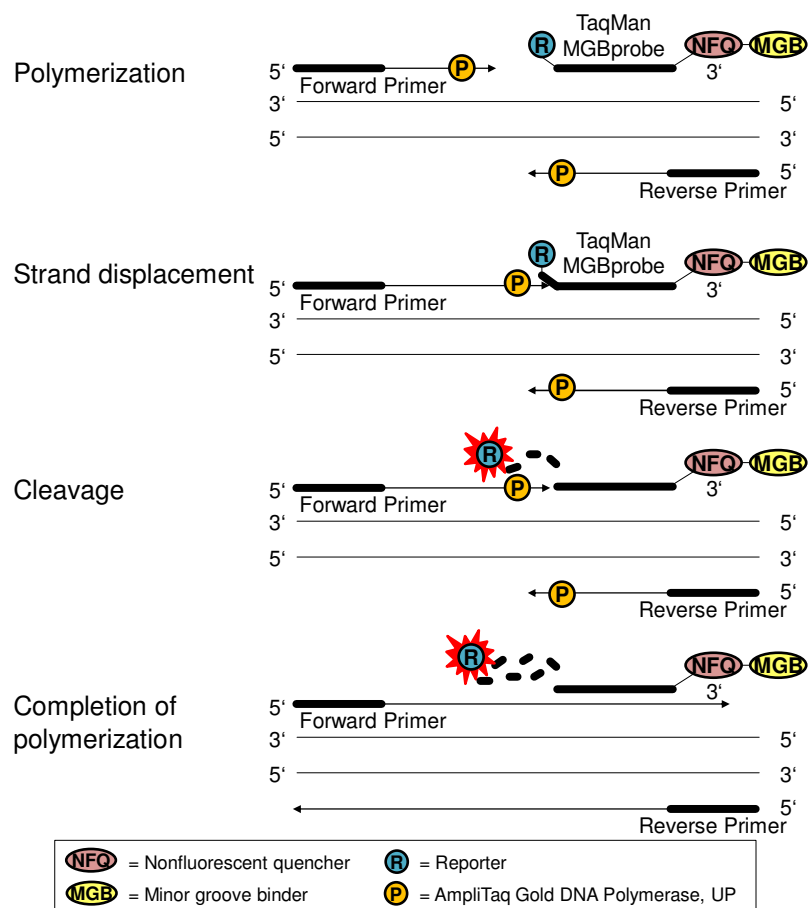 TaqMan
MGBprobe
R
NFQ
MGB
Polymerization
5‘
P
3‘
Forward Primer
3‘
5‘
5‘
3‘
P
5‘
Reverse Primer
TaqMan
MGBprobe
R
NFQ
MGB
Strand displacement
5‘
P
3‘
Forward Primer
3‘
5‘
5‘
3‘
P
5‘
Reverse Primer
R
NFQ
MGB
Cleavage
5‘
P
3‘
Forward Primer
3‘
5‘
5‘
3‘
P
5‘
Reverse Primer
R
NFQ
MGB
Completion of
polymerization
5‘
3‘
Forward Primer
3‘
5‘
5‘
3‘
5‘
Reverse Primer
NFQ = Nonfluorescent quencher
R = Reporter
MGB = Minor groove binder
P = AmpliTaq Gold DNA Polymerase, UP